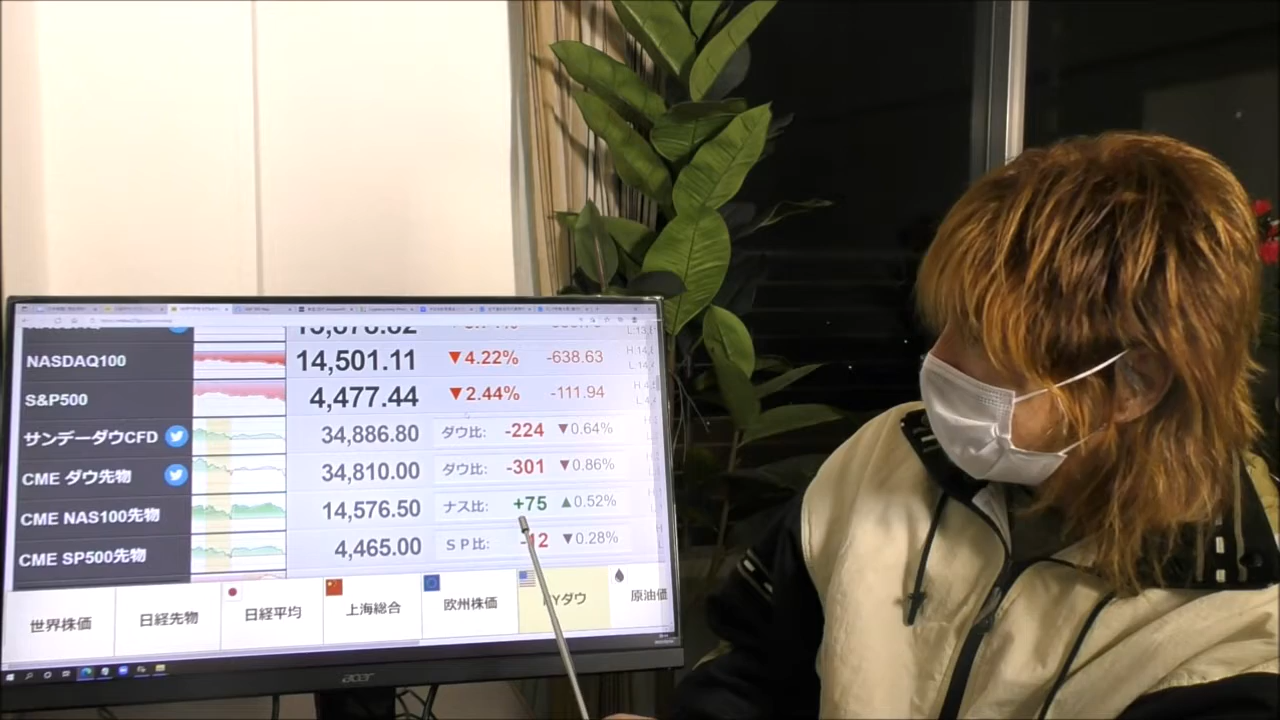 NASDAQ100 14,501.11 ▼4.22% -638.63
S&P500 4,477.44 ▼2.44% -111.94
サンデーダウCFD 34,886.80 ダウ比: -224 ▼0.64%
CME ダウ先物 34,810.00 ダウ比: -301 ▼0.86%
CME NAS100先物 14,576.50 ナス比: +75 ▲0.52%
CME SP500先物 4,465.00 SP比: -12 ▼0.28%
世界株価 日経先物 日経平均 上海総合 欧州株価 NYダウ 原油価
acer